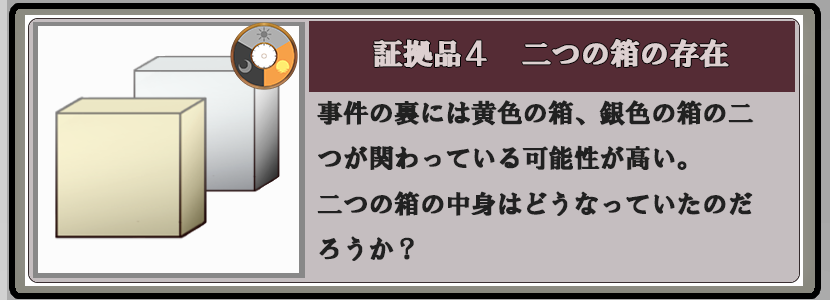 証拠品４　二つの箱の存在
事件の裏には黄色の箱、銀色の箱の二
つが関わっている可能性が高い。
二つの箱の中身はどうなっていたのだ
ろうか？